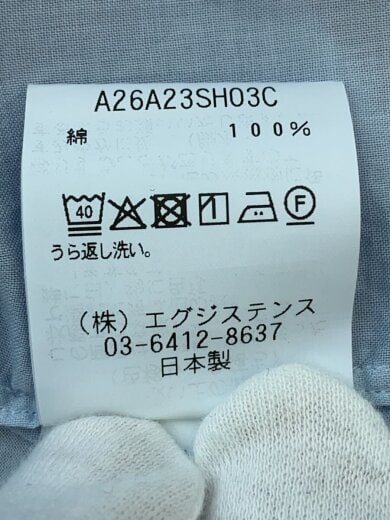 A26A23SH03C
綿 100%
40 F
うら返し洗い。
(株)エグジステンス
03-6412-8637
日本製